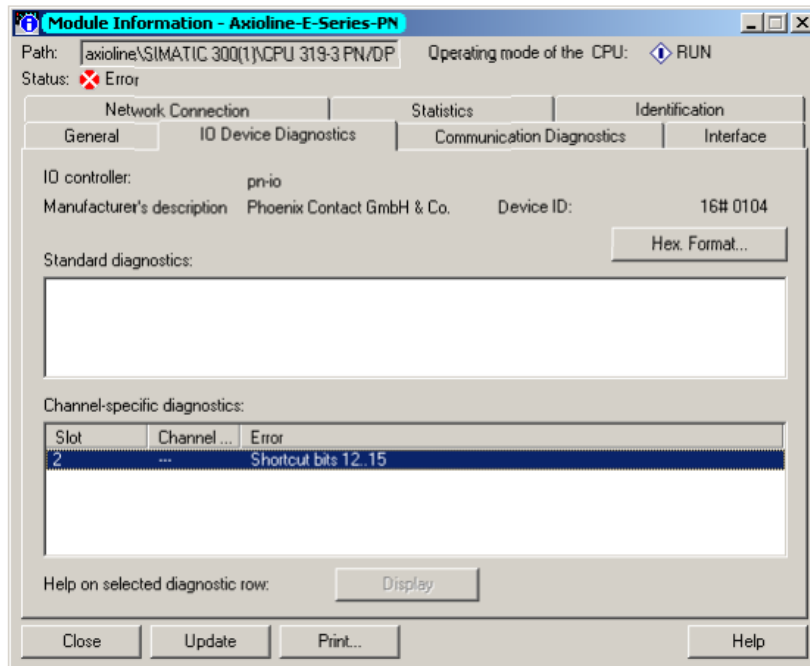 Module Information - Axioline-E-Series-PN
Path: axioline\SIMATIC 300(1)\CPU 319-3 PN/DP Operating mode of the CPU: RUN
Status: Error
Network Connection Statistics Identification
General IO Device Diagnostics Communication Diagnostics Interface
IO controller: pn-io
Manufacturer's description Phoenix Contact GmbH & Co. Device ID: 16# 0104
Hex. Format...
Standard diagnostics:
Channel-specific diagnostics:
Slot Channel ... Error
2 --- Shortcut bits 12..15
Help on selected diagnostic row: Display
Close Update Print... Help